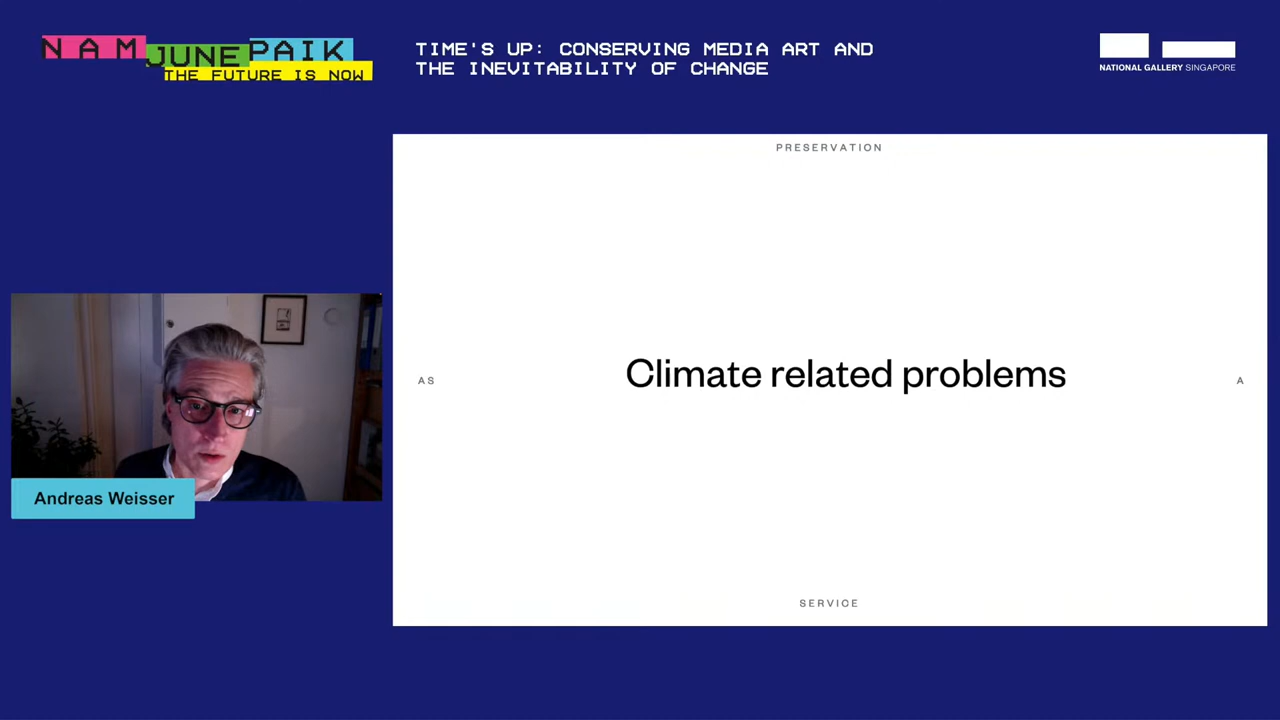 NAM
JUNE
PAIK
THE FUTURE IS NOW
TIME'S UP: CONSERVING MEDIA ART AND
THE INEVITABILITY OF CHANGE
NATIONAL GALLERY SINGAPORE
PRESERVATION
AS
Climate related problems
A
SERVICE
Andreas Weisser